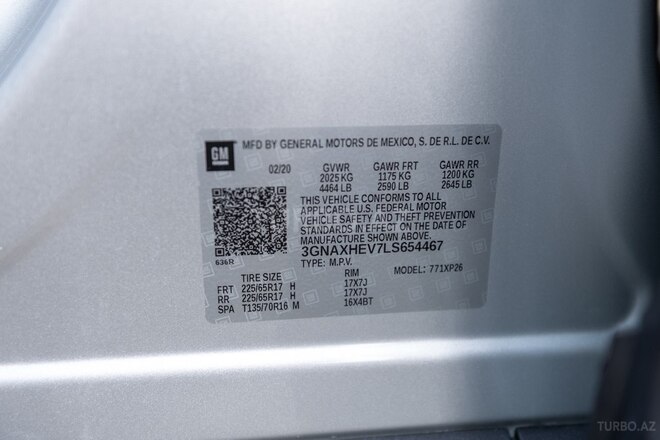 GM MFD BY GENERAL MOTORS DE MEXICO, S. DE R.L. DE C.V.
02/20 GVWR GAWR FRT GAWR RR
2025 KG 1175 KG 1200 KG
4464 LB 2590 LB 2645 LB
THIS VEHICLE CONFORMS TO ALL
APPLICABLE U.S. FEDERAL MOTOR
VEHICLE SAFETY AND THEFT PREVENTION
STANDARDS IN EFFECT ON THE DATE OF
MANUFACTURE SHOWN ABOVE.
3GNAXHEV7LS654467
636R
TYPE: M.P.V. MODEL: 771XP26
TIRE SIZE RIM
FRT 225/65R17 H 17X7J
RR 225/65R17 H 17X7J
SPA T135/70R16 M 16X4BT
TURBO.AZ